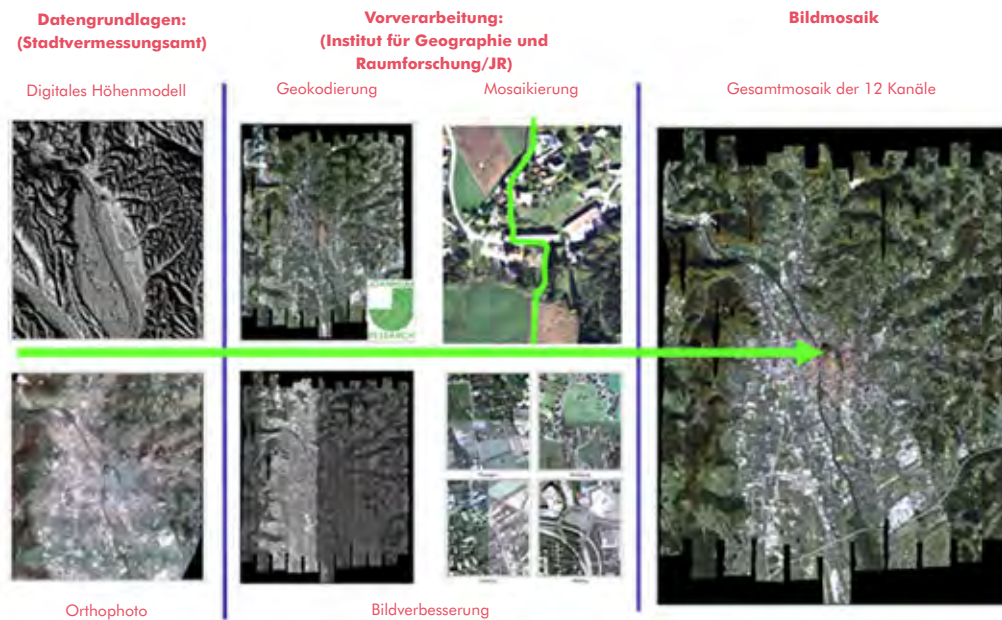 Datengrundlagen:
(Stadtvermessungsamt)
Vorverarbeitung:
(Institut für Geographie und
Raumforschung/JR)
Bildmosaik
Digitales Höhenmodell
Geokodierung
Mosaikierung
Gesamtmosaik der 12 Kanäle
Orthophoto
Bildverbesserung